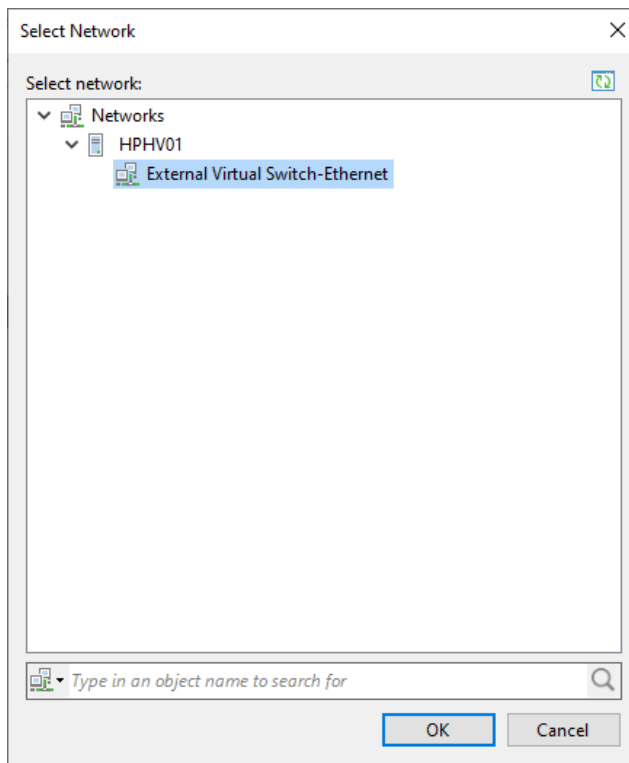 Select Network
Select network:
Networks
HPHV01
External Virtual Switch-Ethernet
Type in an object name to search for
OK
Cancel